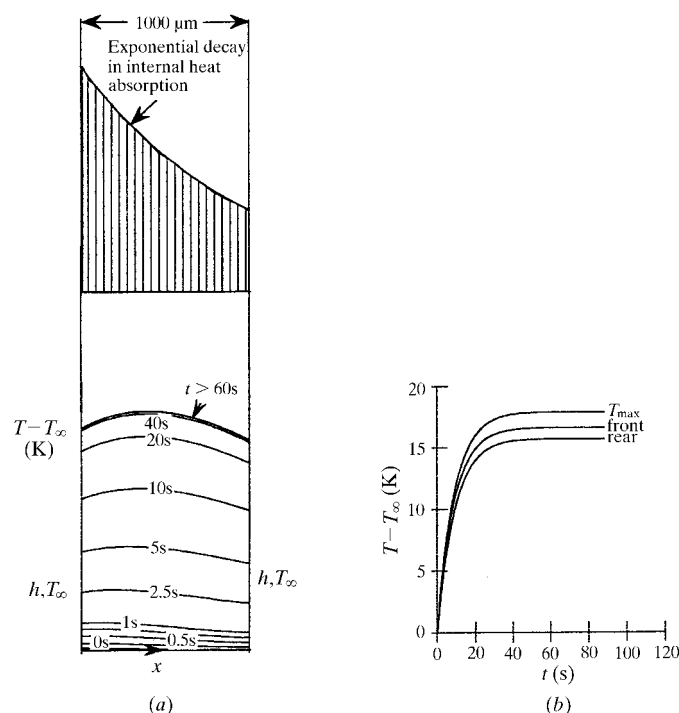 1000 µm
Exponential decay
in internal heat
absorption
t > 60s
T−T∞
(K)
40s
20s
10s
5s
h,T∞
2.5s
h,T∞
1s
0s
0.5s
x
(a)
20
15
10
5
0
T−T∞ (K)
Tmax
front
rear
0 20 40 60 80 100 120
t (s)
(b)